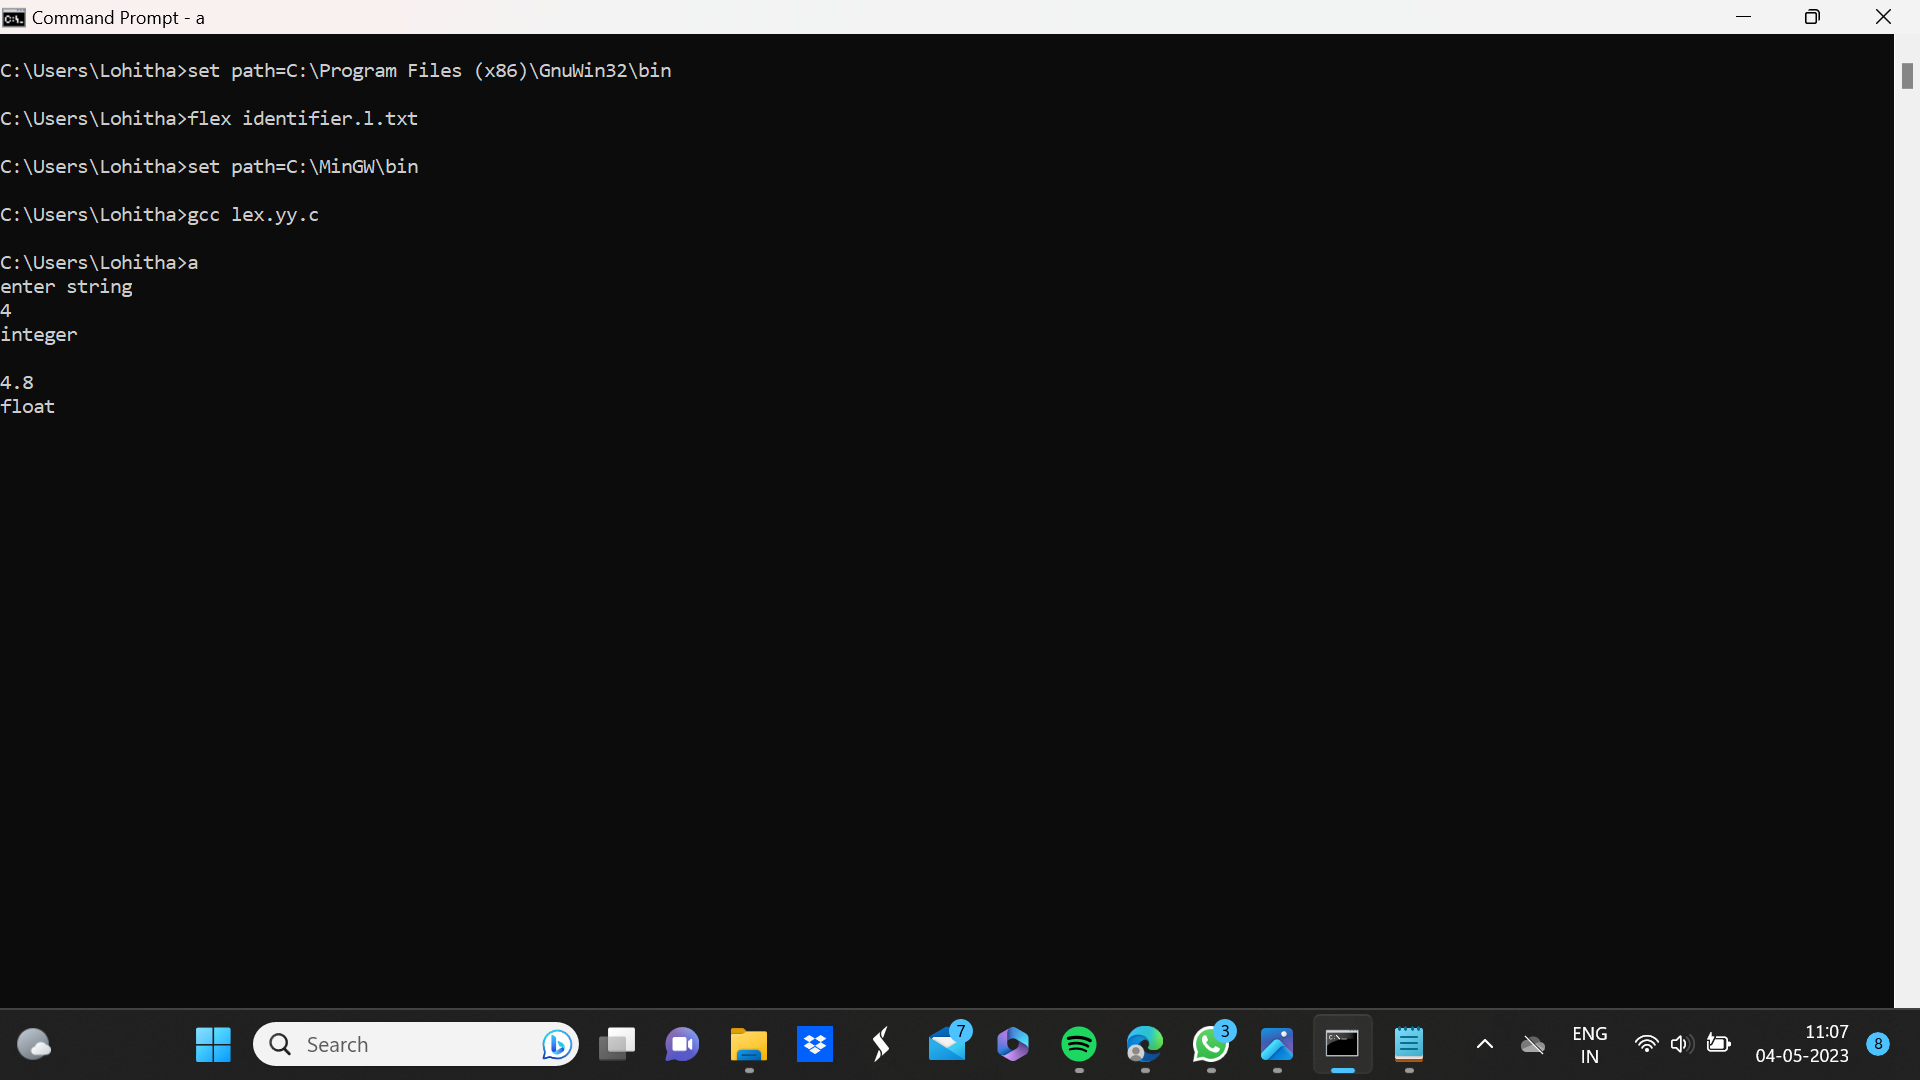 Command Prompt - a
C:\Users\Lohitha>set path=C:\Program Files (x86)\GnuWin32\bin
C:\Users\Lohitha>flex identifier.l.txt
C:\Users\Lohitha>set path=C:\MinGW\bin
C:\Users\Lohitha>gcc lex.yy.c
C:\Users\Lohitha>a
enter string
4
integer
4.8
float
Search
7
3
ENG
IN
11:07
04-05-2023
8